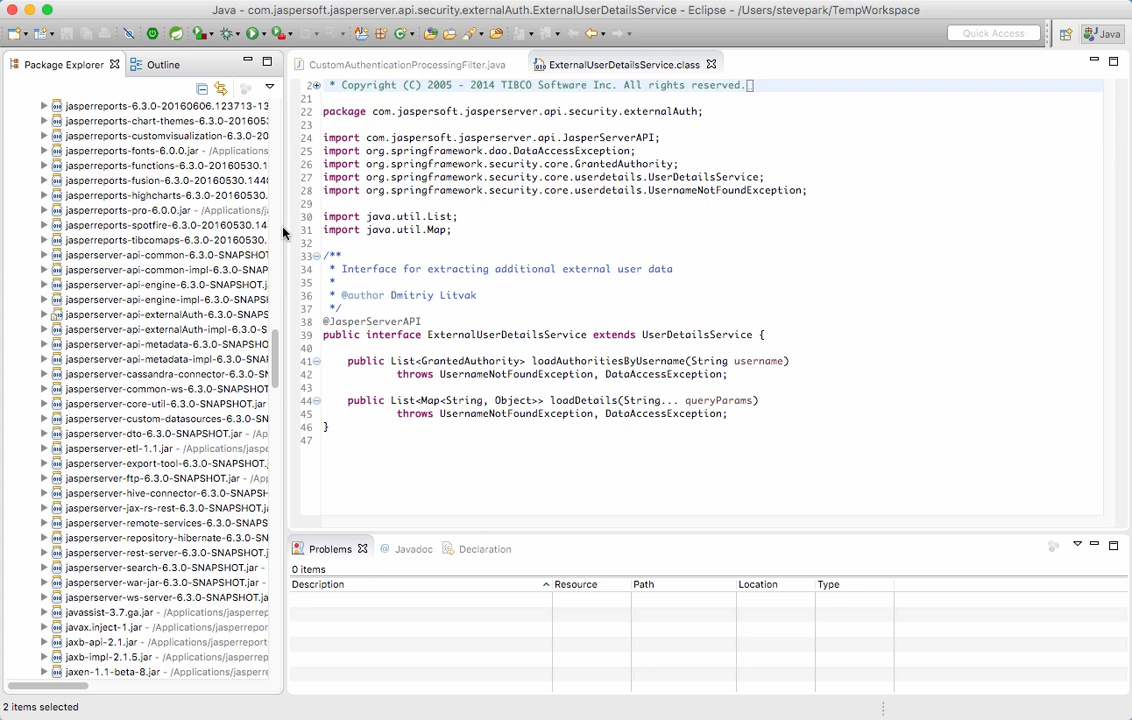 Java - com.jaspersoft.jasperserver.api.security.externalAuth.ExternalUserDetailsService - Eclipse - /Users/stevepark/TempWorkspace
Quick Access
Java
Package Explorer
Outline
jasperreports-6.3.0-20160606.123713-13
jasperreports-chart-themes-6.3.0-201605
jasperreports-customvisualization-6.3.0-20
jasperreports-fonts-6.0.0.jar - /Applications
jasperreports-functions-6.3.0-20160530.1
jasperreports-fusion-6.3.0-20160530.144
jasperreports-highcharts-6.3.0-20160530.
jasperreports-pro-6.0.0.jar - /Applications/j
jasperreports-spotfire-6.3.0-20160530.14
jasperreports-tibcomaps-6.3.0-20160530.
jasperserver-api-common-6.3.0-SNAPSHOT
jasperserver-api-common-impl-6.3.0-SNAP
jasperserver-api-engine-6.3.0-SNAPSHOT.j
jasperserver-api-engine-impl-6.3.0-SNAPS
jasperserver-api-externalAuth-6.3.0-SNAP
jasperserver-api-externalAuth-impl-6.3.0-S
jasperserver-api-metadata-6.3.0-SNAPSHO
jasperserver-api-metadata-impl-6.3.0-SNAP
jasperserver-cassandra-connector-6.3.0-SN
jasperserver-common-ws-6.3.0-SNAPSHOT
jasperserver-core-util-6.3.0-SNAPSHOT.jar
jasperserver-custom-datasources-6.3.0-SN
jasperserver-dto-6.3.0-SNAPSHOT.jar - /Ap
jasperserver-etl-1.1.jar - /Applications/jaspe
jasperserver-export-tool-6.3.0-SNAPSHOT.
jasperserver-ftp-6.3.0-SNAPSHOT.jar - /App
jasperserver-hive-connector-6.3.0-SNAPSH
jasperserver-jax-rs-rest-6.3.0-SNAPSHOT.j
jasperserver-remote-services-6.3.0-SNAPS
jasperserver-repository-hibernate-6.3.0-SN
jasperserver-rest-server-6.3.0-SNAPSHOT.j
jasperserver-search-6.3.0-SNAPSHOT.jar -
jasperserver-war-jar-6.3.0-SNAPSHOT.jar -
jasperserver-ws-server-6.3.0-SNAPSHOT.ja
javassist-3.7.ga.jar - /Applications/jasperrep
javax.inject-1.jar - /Applications/jasperrepor
jaxb-api-2.1.jar - /Applications/jasperreport
jaxb-impl-2.1.5.jar - /Applications/jasperrep
jaxen-1.1-beta-8.jar - /Applications/jasperre
CustomAuthenticationProcessingFilter.java
ExternalUserDetailsService.class
2 * Copyright (C) 2005 - 2014 TIBCO Software Inc. All rights reserved.
21
22 package com.jaspersoft.jasperserver.api.security.externalAuth;
23
24 import com.jaspersoft.jasperserver.api.JasperServerAPI;
25 import org.springframework.dao.DataAccessException;
26 import org.springframework.security.core.GrantedAuthority;
27 import org.springframework.security.core.userdetails.UserDetailsService;
28 import org.springframework.security.core.userdetails.UsernameNotFoundException;
29
30 import java.util.List;
31 import java.util.Map;
32
33 /**
34 * Interface for extracting additional external user data
35 *
36 * @author Dmitriy Litvak
37 */
38 @JasperServerAPI
39 public interface ExternalUserDetailsService extends UserDetailsService {
40
41 public List<GrantedAuthority> loadAuthoritiesByUsername(String username)
42 throws UsernameNotFoundException, DataAccessException;
43
44 public List<Map<String, Object>> loadDetails(String... queryParams)
45 throws UsernameNotFoundException, DataAccessException;
46 }
47
Problems
@ Javadoc
Declaration
0 items
Description Resource Path Location Type
2 items selected